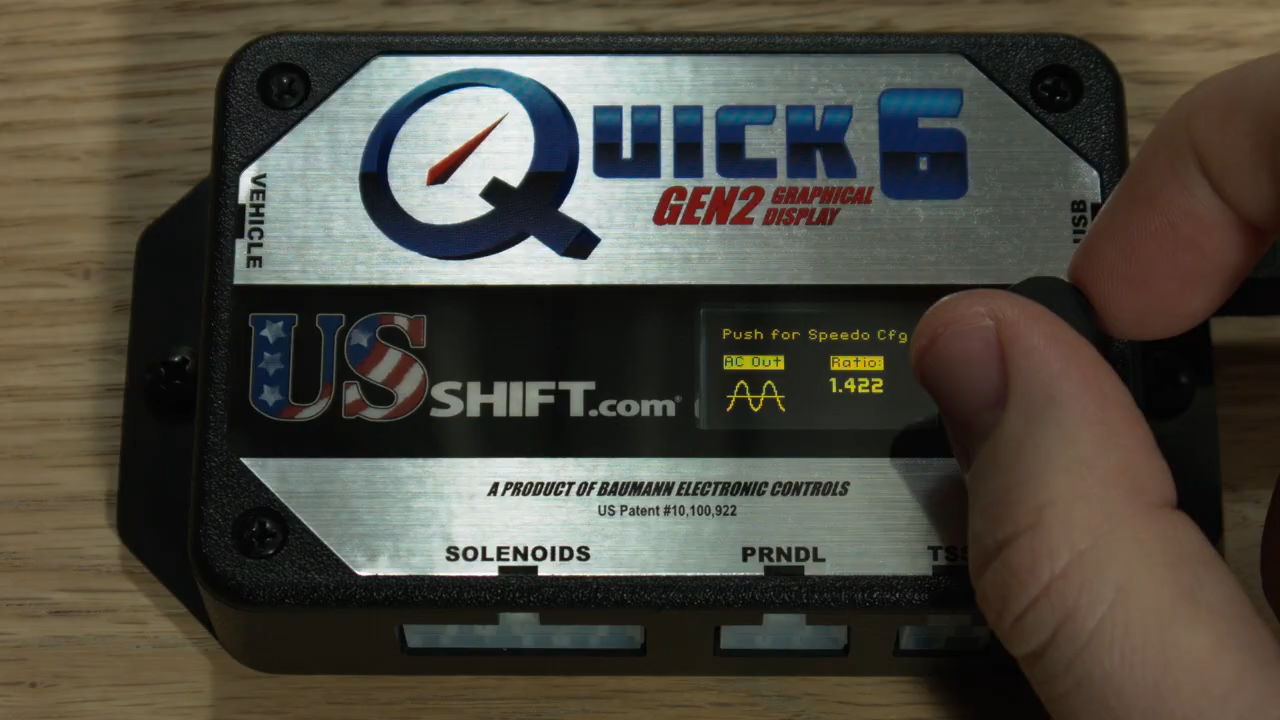 QUICK 6
GEN2 GRAPHICAL DISPLAY
VEHICLE
USB
US SHIFT.com®
Push for Speedo Cfg
AC Out Ratio:
1.422
A PRODUCT OF BAUMANN ELECTRONIC CONTROLS
US Patent #10,100,922
SOLENOIDS PRNDL